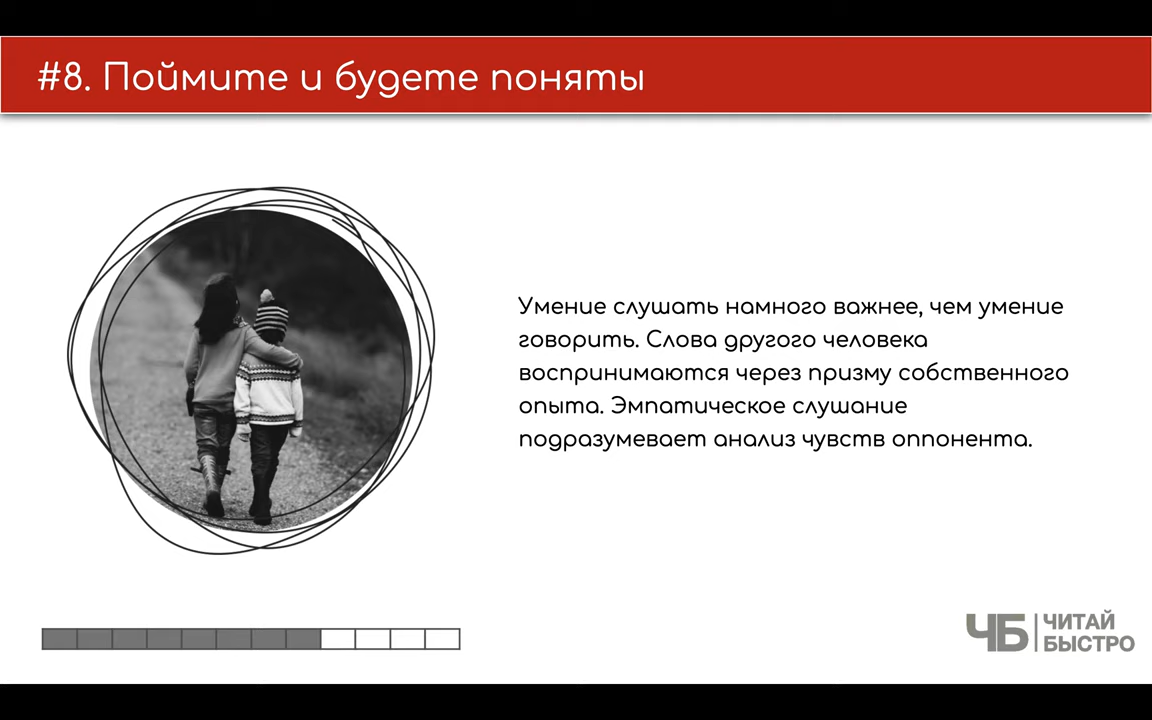 #8. Поймите и будете поняты
Умение слушать намного важнее, чем умение
говорить. Слова другого человека
воспринимаются через призму собственного
опыта. Эмпатическое слушание
подразумевает анализ чувств оппонента.
ЧБ
ЧИТАЙ
БЫСТРО